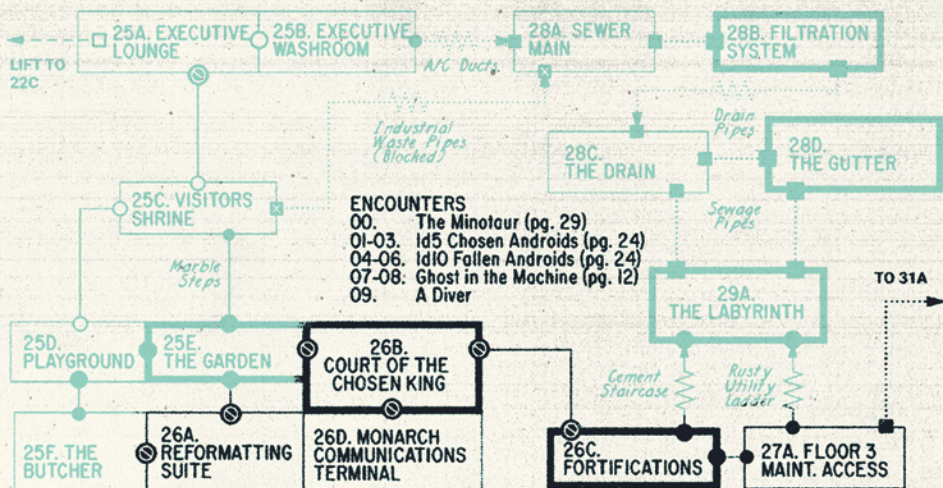 25A. EXECUTIVE
LOUNGE
25B. EXECUTIVE
WASHROOM
28A. SEWER
MAIN
28B. FILTRATION
SYSTEM
LIFT TO
22C
A/C Ducts
Industrial
Waste Pipes
(Blocked)
Drain
Pipes
28C.
THE DRAIN
28D.
THE GUTTER
25C. VISITORS
SHRINE
Sewage
Pipes
ENCOUNTERS
00. The Minotaur (pg. 29)
01-03. 1d5 Chosen Androids (pg. 24)
04-06. 1d10 Fallen Androids (pg. 24)
07-08. Ghost in the Machine (pg. 12)
09. A Diver
Marble
Steps
29A.
THE LABYRINTH
TO 31A
25D.
PLAYGROUND
25E.
THE GARDEN
26B.
COURT OF THE
CHOSEN KING
Cement
Staircase
Rusty
Utility
Ladder
25F. THE
BUTCHER
26A.
REFORMATTING
SUITE
26D. MONARCH
COMMUNICATIONS
TERMINAL
26C.
FORTIFICATIONS
27A. FLOOR 3
MAINT. ACCESS